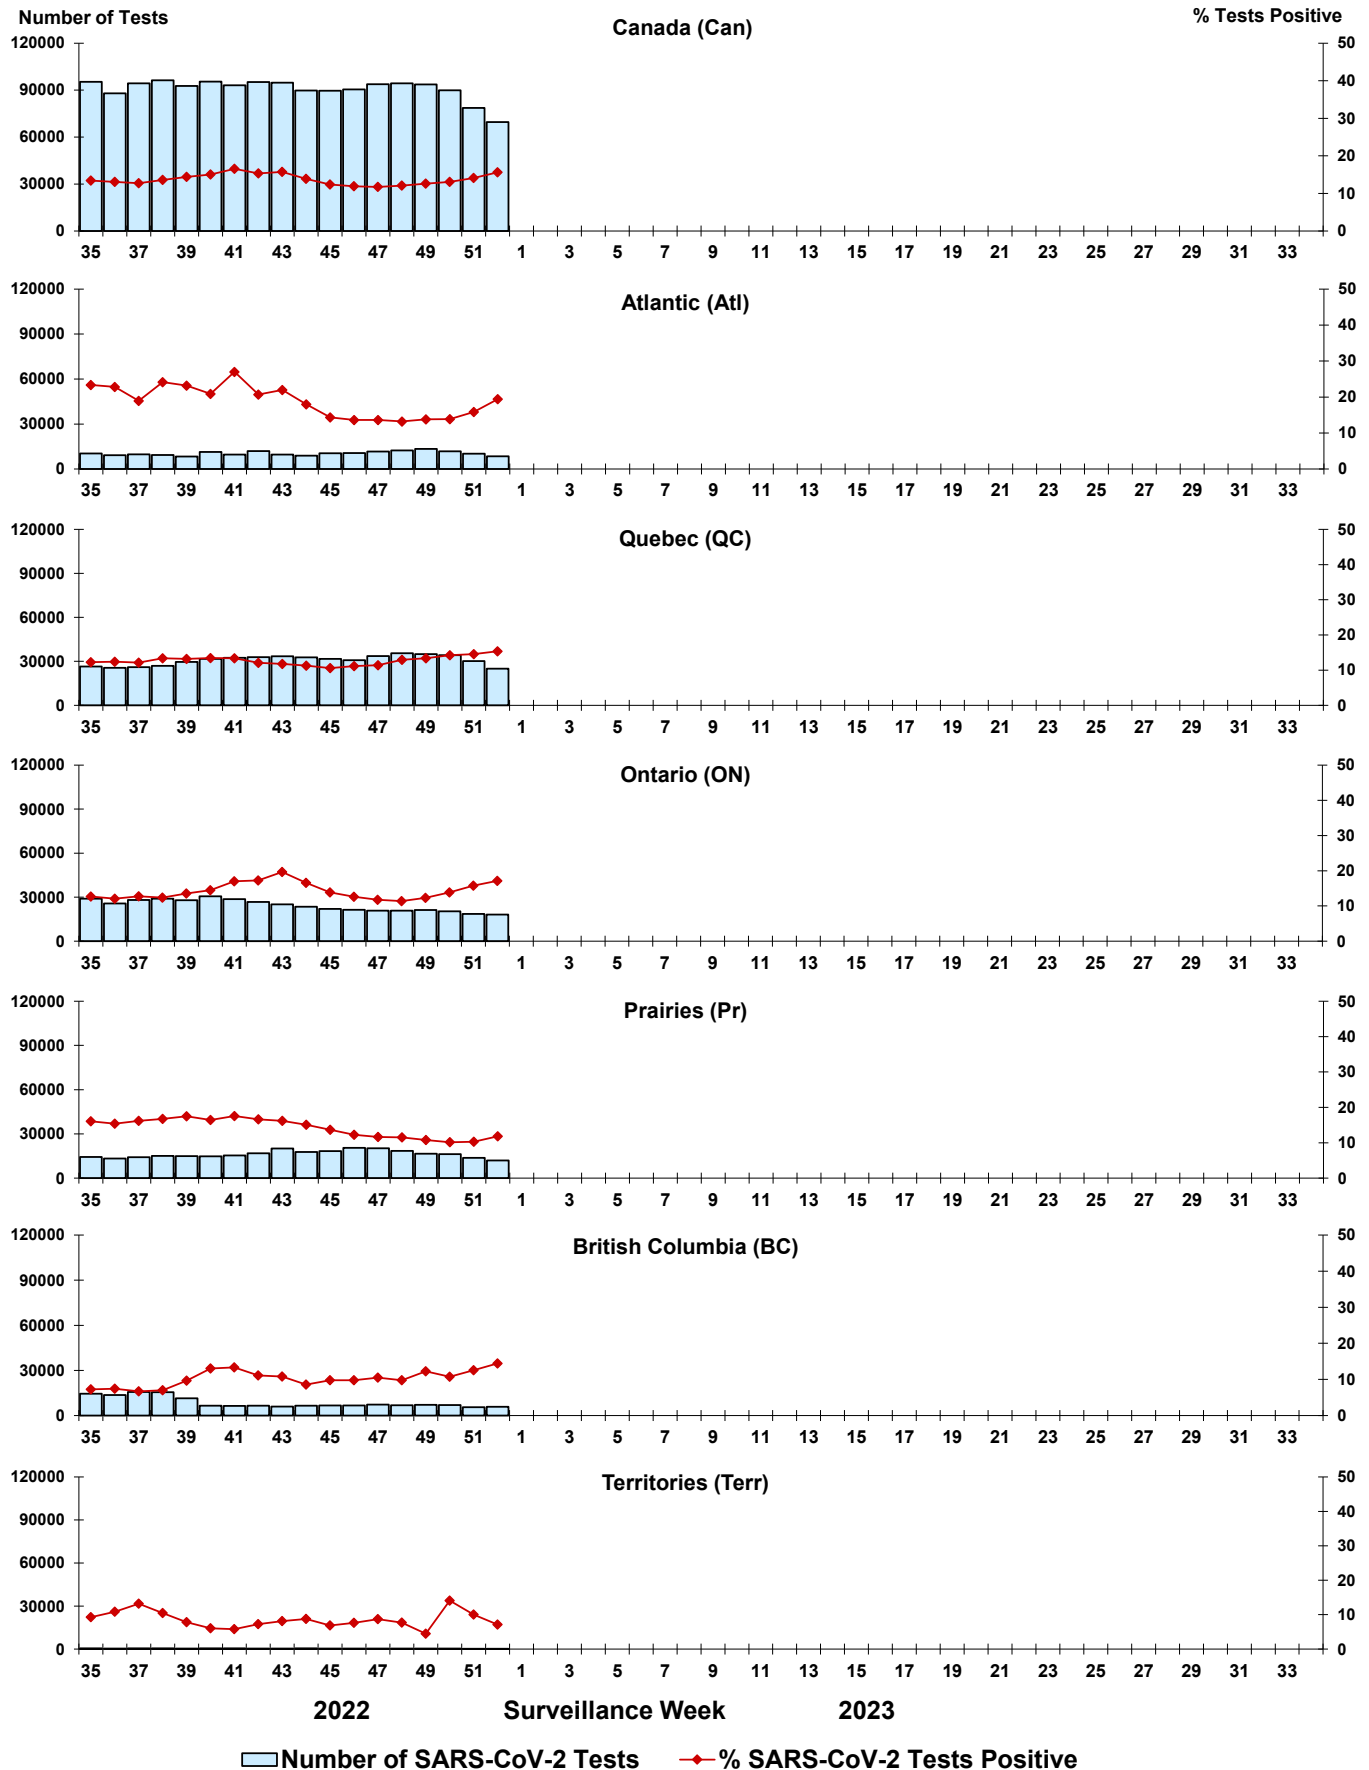 Number of Tests
% Tests Positive
Canada (Can)
120000 50
90000 40
60000 30
30000 20
0 10
0
35 37 39 41 43 45 47 49 51 1 3 5 7 9 11 13 15 17 19 21 23 25 27 29 31 33
Atlantic (Atl)
120000 50
90000 40
60000 30
30000 20
0 10
0
35 37 39 41 43 45 47 49 51 1 3 5 7 9 11 13 15 17 19 21 23 25 27 29 31 33
Quebec (QC)
120000 50
90000 40
60000 30
30000 20
0 10
0
35 37 39 41 43 45 47 49 51 1 3 5 7 9 11 13 15 17 19 21 23 25 27 29 31 33
Ontario (ON)
120000 50
90000 40
60000 30
30000 20
0 10
0
35 37 39 41 43 45 47 49 51 1 3 5 7 9 11 13 15 17 19 21 23 25 27 29 31 33
Prairies (Pr)
120000 50
90000 40
60000 30
30000 20
0 10
0
35 37 39 41 43 45 47 49 51 1 3 5 7 9 11 13 15 17 19 21 23 25 27 29 31 33
British Columbia (BC)
120000 50
90000 40
60000 30
30000 20
0 10
0
35 37 39 41 43 45 47 49 51 1 3 5 7 9 11 13 15 17 19 21 23 25 27 29 31 33
Territories (Terr)
120000 50
90000 40
60000 30
30000 20
0 10
0
35 37 39 41 43 45 47 49 51 1 3 5 7 9 11 13 15 17 19 21 23 25 27 29 31 33
2022 Surveillance Week 2023
Number of SARS-CoV-2 Tests % SARS-CoV-2 Tests Positive